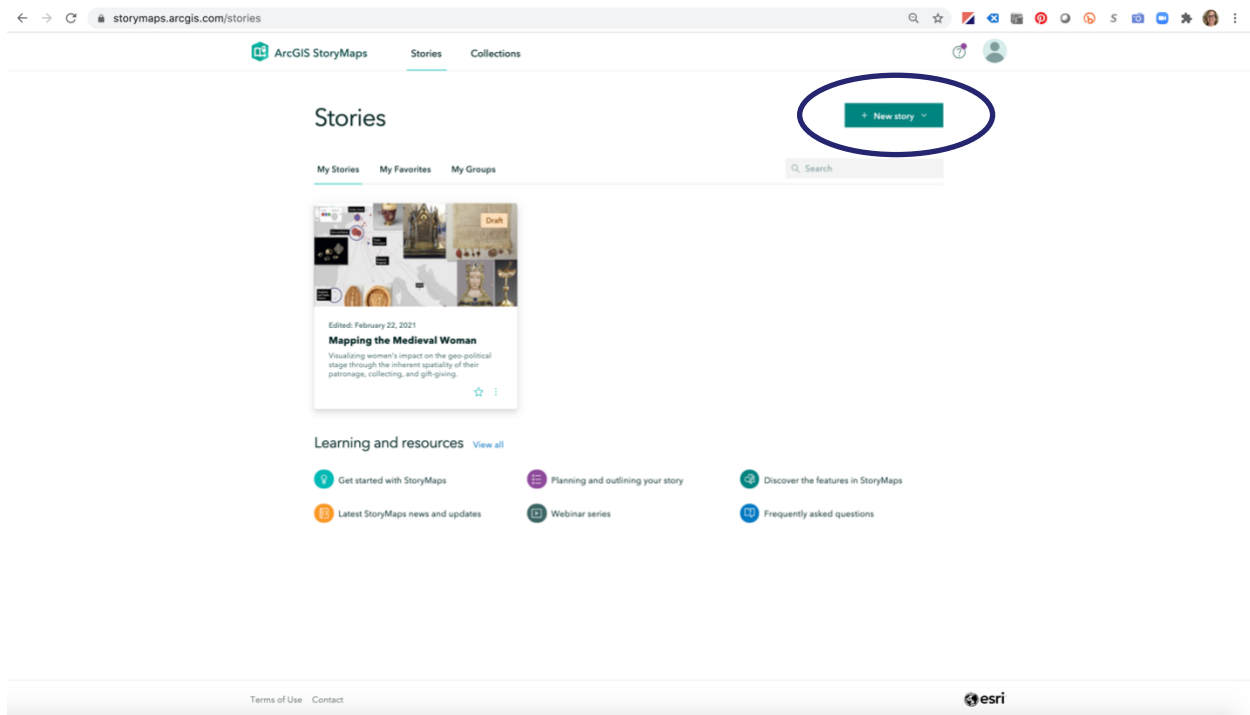 storymaps.arcgis.com/stories
ArcGIS StoryMaps Stories Collections
Stories
+ New story
My Stories My Favorites My Groups
Search
Draft
Edited: February 22, 2021
Mapping the Medieval Woman
Visualizing women's impact on the geo-political
stage through the inherent spatiality of their
patronage, collecting, and gift-giving.
Learning and resources View all
Get started with StoryMaps
Planning and outlining your story
Discover the features in StoryMaps
Latest StoryMaps news and updates
Webinar series
Frequently asked questions
Terms of Use Contact
esri